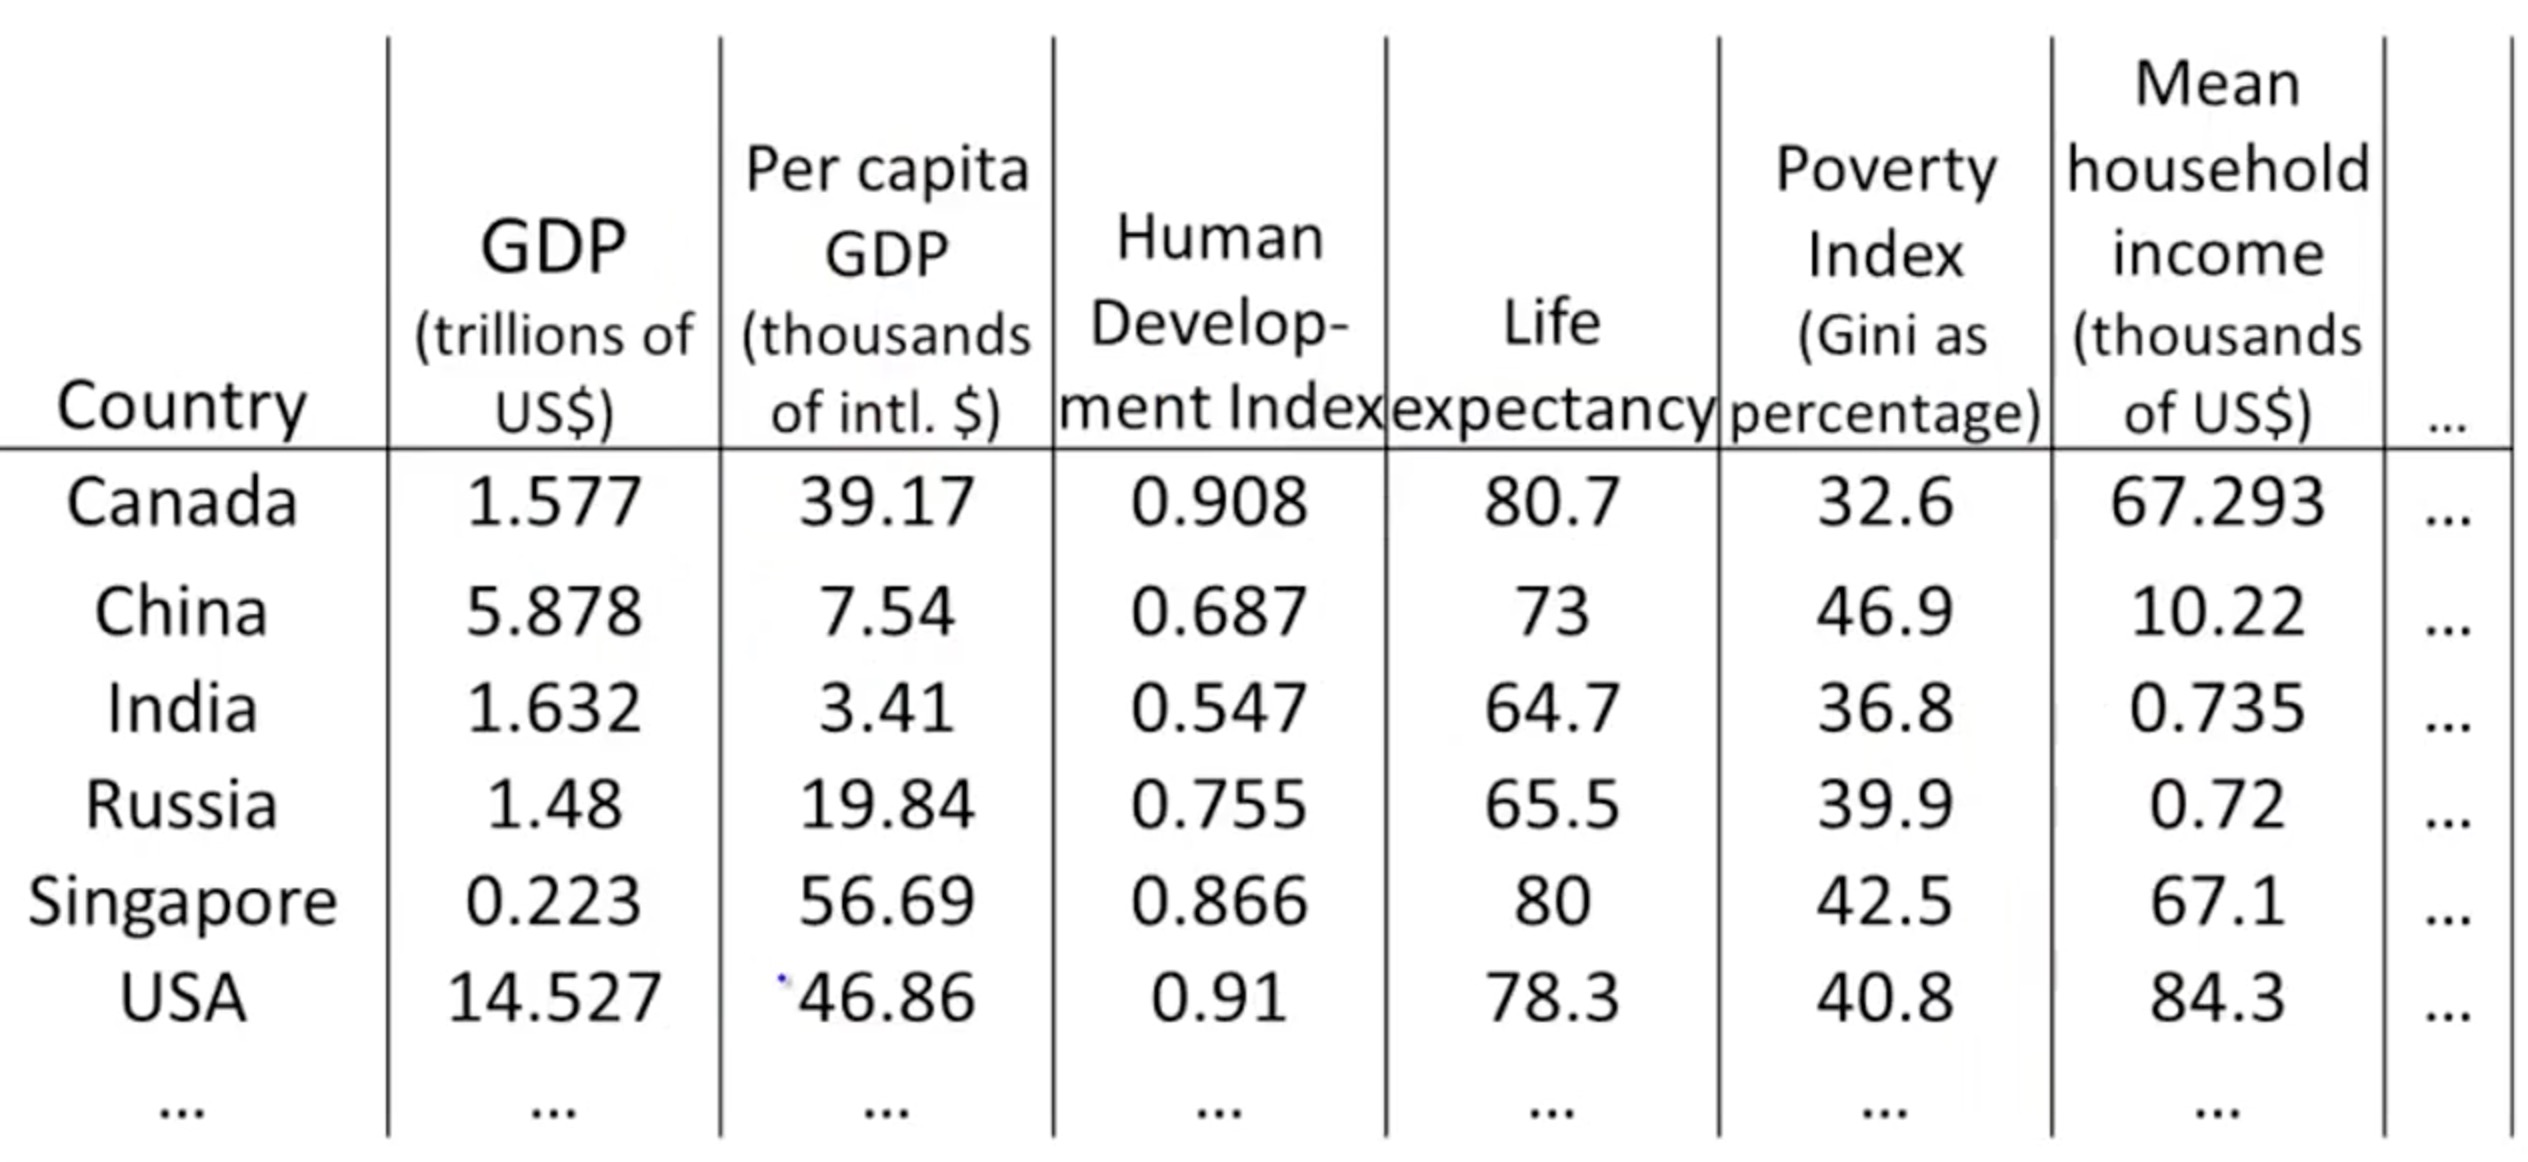 Country	GDP (trillions of US$)	Per capita GDP (thousands of intl. $)	Human Develop-ment Index	Life expectancy	Poverty Index (Gini as percentage)	Mean household income (thousands of US$)	...
Canada	1.577	39.17	0.908	80.7	32.6	67.293	...
China	5.878	7.54	0.687	73	46.9	10.22	...
India	1.632	3.41	0.547	64.7	36.8	0.735	...
Russia	1.48	19.84	0.755	65.5	39.9	0.72	...
Singapore	0.223	56.69	0.866	80	42.5	67.1	...
USA	14.527	46.86	0.91	78.3	40.8	84.3	...
...	...	...	...	...	...	...